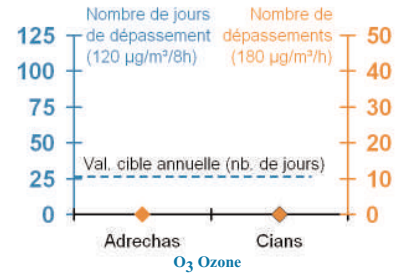 Nombre de jours
de dépassement
(120 µg/m³/8h)
Nombre de
dépassements
(180 µg/m³/h)
125
100
75
50
25
0
50
40
30
20
10
0
Val. cible annuelle (nb. de jours)
Adrechas
Cians
O3 Ozone